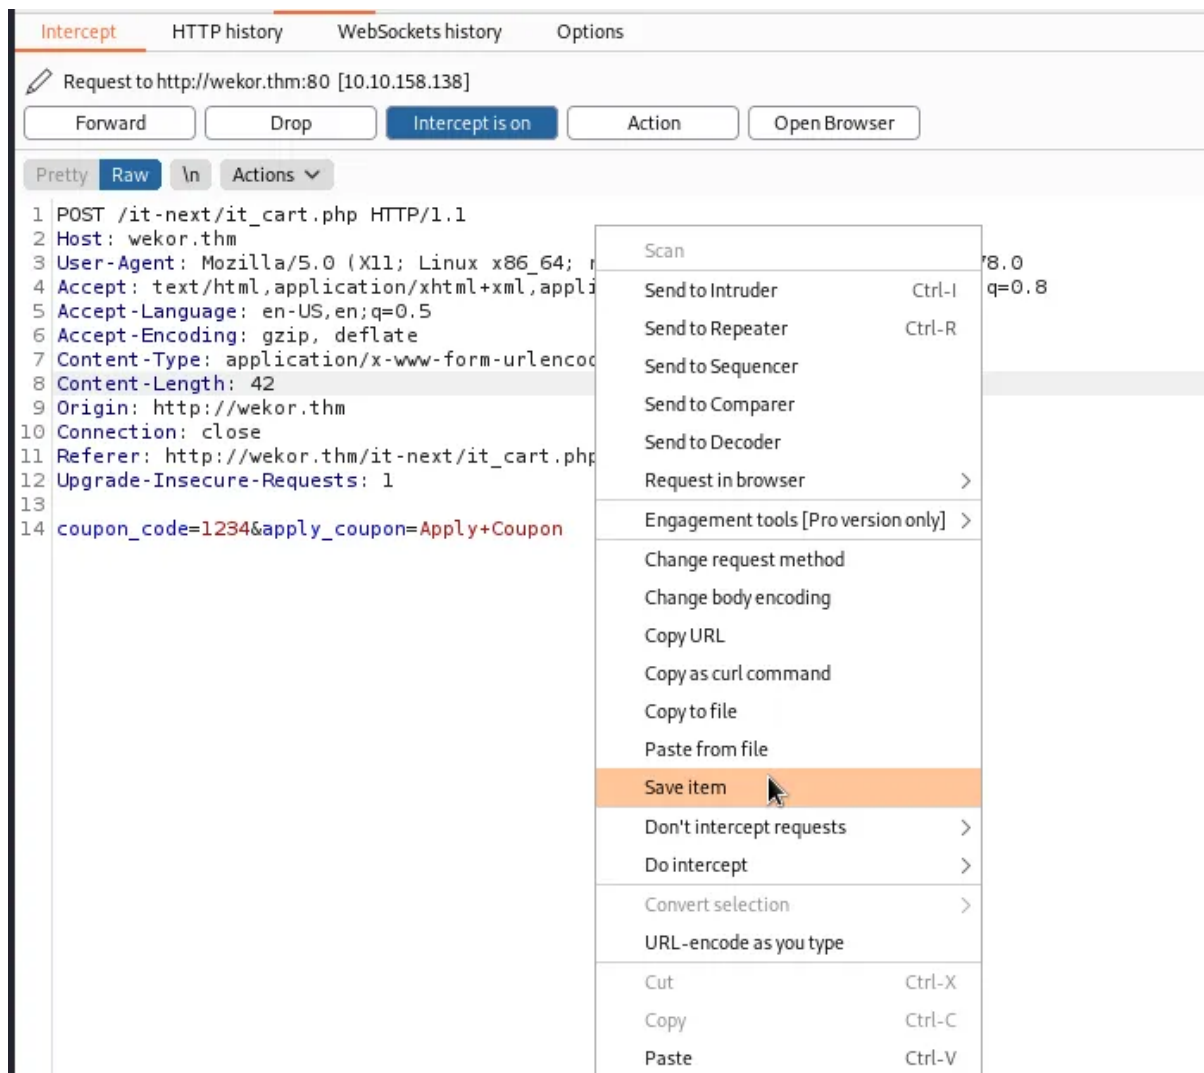 Intercept HTTP history WebSockets history Options
Request to http://wekor.thm:80 [10.10.158.138]
Forward Drop Intercept is on Action Open Browser
Pretty Raw \n Actions
1 POST /it-next/it_cart.php HTTP/1.1
2 Host: wekor.thm
3 User-Agent: Mozilla/5.0 (X11; Linux x86_64; 78.0
4 Accept: text/html,application/xhtml+xml,appli q=0.8
5 Accept-Language: en-US,en;q=0.5
6 Accept-Encoding: gzip, deflate
7 Content-Type: application/x-www-form-urlencod
8 Content-Length: 42
9 Origin: http://wekor.thm
10 Connection: close
11 Referer: http://wekor.thm/it-next/it_cart.php
12 Upgrade-Insecure-Requests: 1
13
14 coupon_code=1234&apply_coupon=Apply+Coupon
Scan
Send to Intruder Ctrl-I
Send to Repeater Ctrl-R
Send to Sequencer
Send to Comparer
Send to Decoder
Request in browser
Engagement tools [Pro version only]
Change request method
Change body encoding
Copy URL
Copy as curl command
Copy to file
Paste from file
Save item
Don't intercept requests
Do intercept
Convert selection
URL-encode as you type
Cut Ctrl-X
Copy Ctrl-C
Paste Ctrl-V